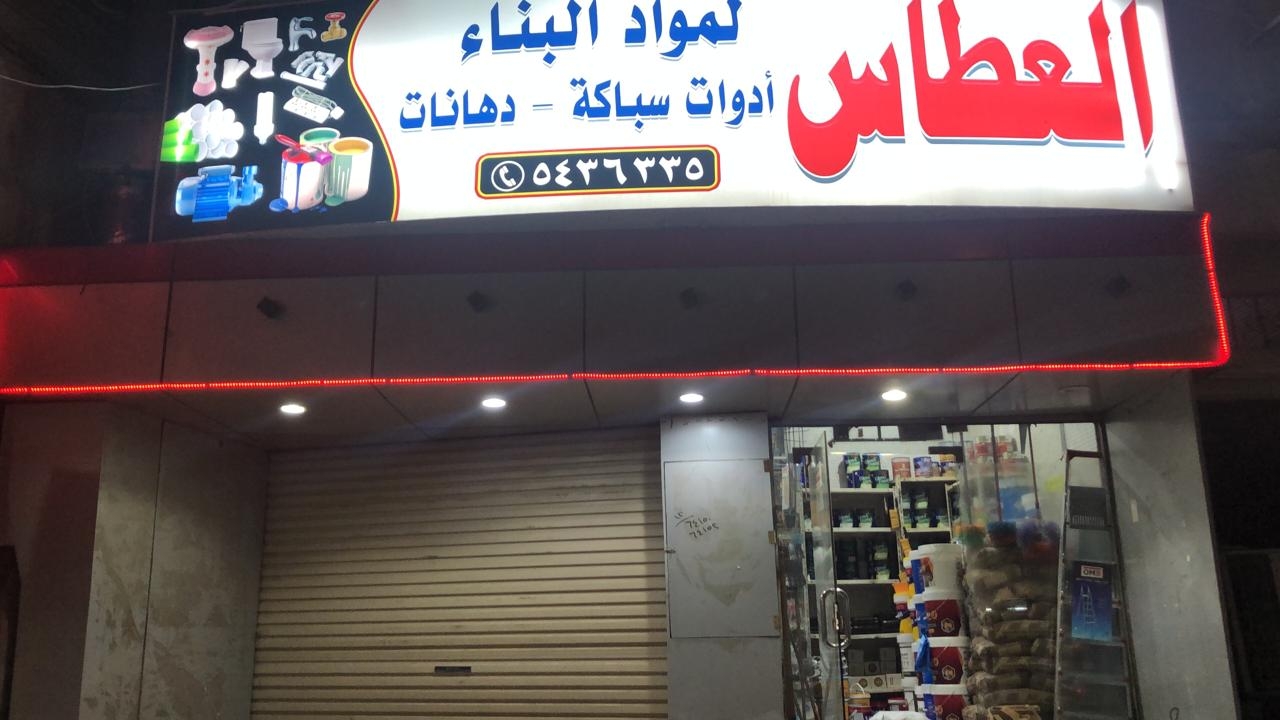 العطاس
لمواد البناء
أدوات سباكة - دهانات
٥٤٣٦٣٣٥